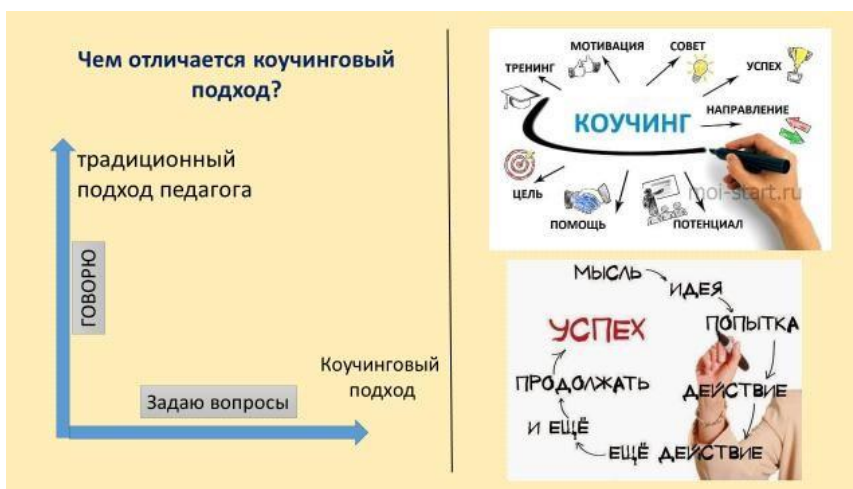 Чем отличается коучинговый
подход?
традиционный
подход педагога
ГОВОРЮ
Задаю вопросы
Коучинговый
подход
МОТИВАЦИЯ
СОВЕТ
ТРЕНИНГ
УСПЕХ
КОУЧИНГ
НАПРАВЛЕНИЕ
ЦЕЛЬ
ПОМОЩЬ
ПОТЕНЦИАЛ
moi-start.ru
МЫСЛЬ
ИДЕЯ
УСПЕХ
ПОПЫТКА
ПРОДОЛЖАТЬ
ДЕЙСТВИЕ
И ЕЩЁ
ЕЩЁ ДЕЙСТВИЕ